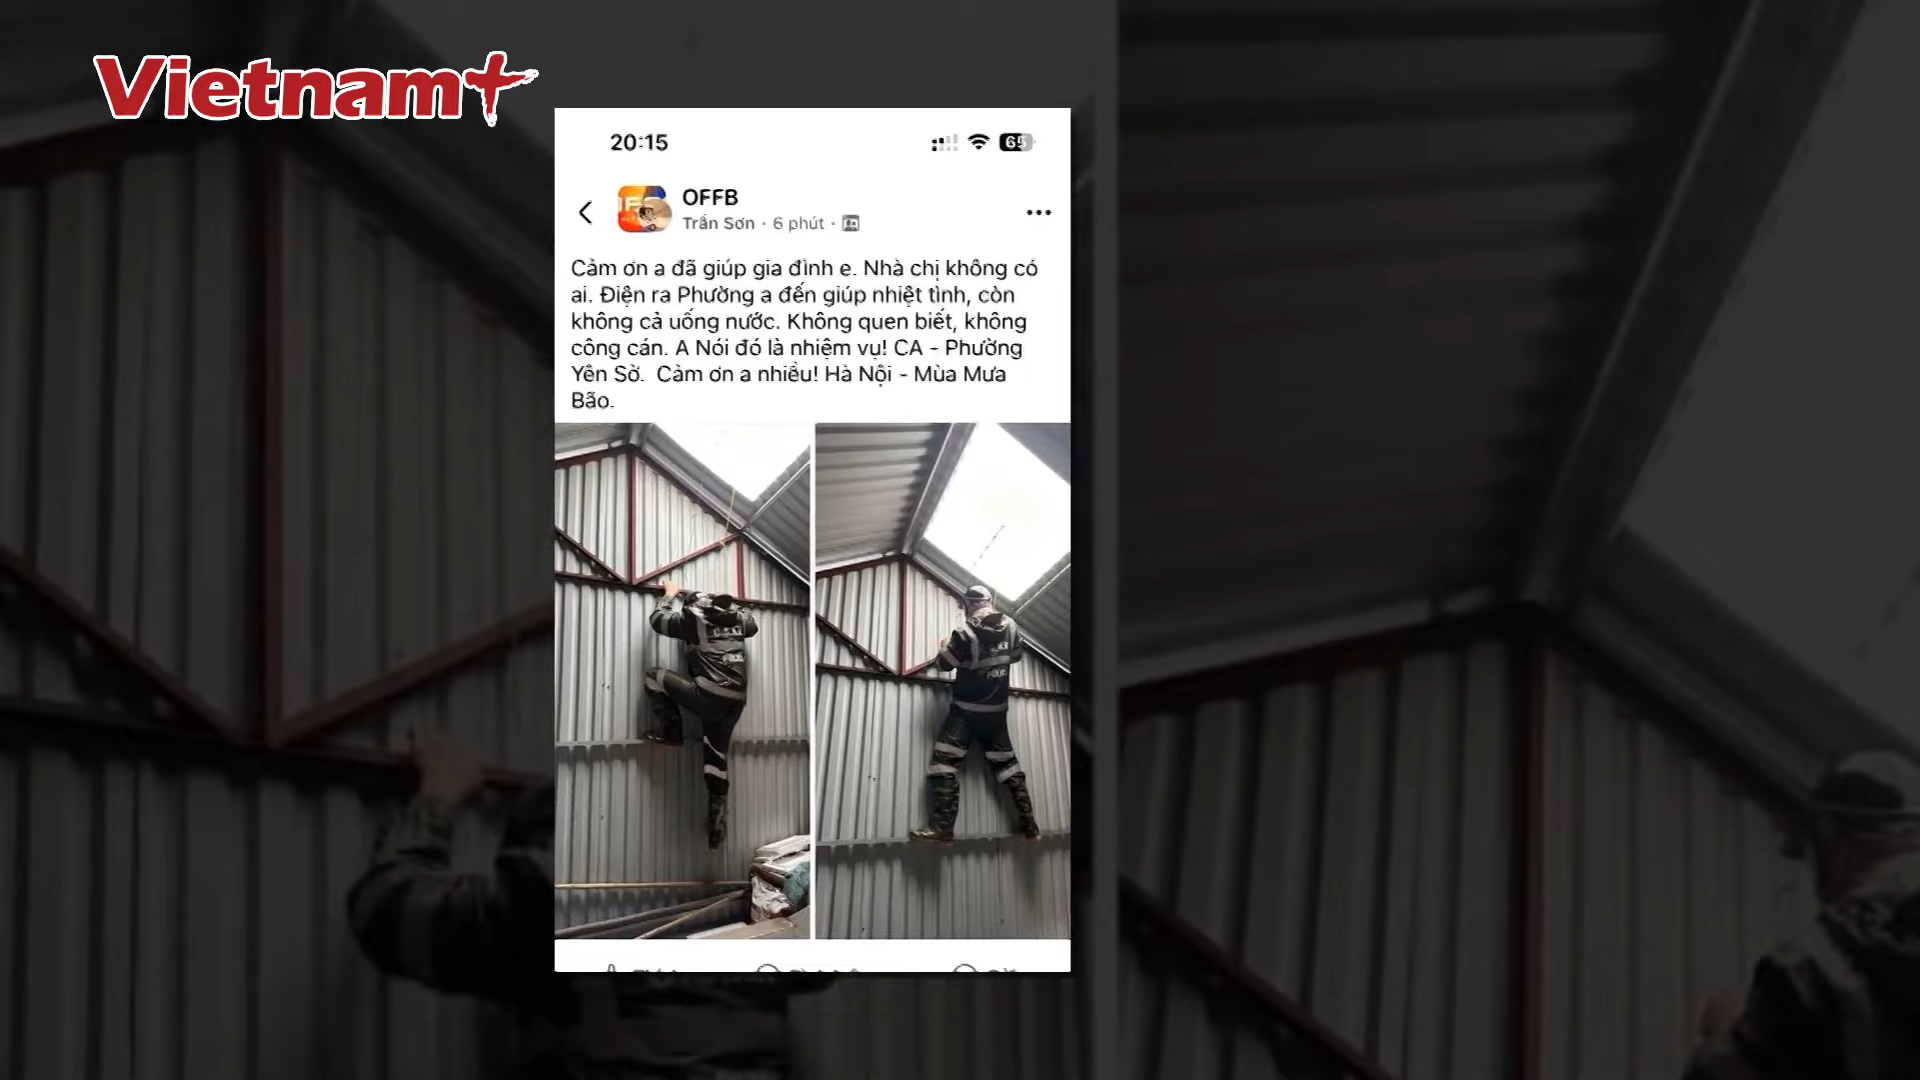 Vietnam+
20:15
65
OFFB
Trần Sơn · 6 phút ·
Cảm ơn a đã giúp gia đình e. Nhà chị không có
ai. Điện ra Phường a đến giúp nhiệt tình, còn
không cả uống nước. Không quen biết, không
công cán. A Nói đó là nhiệm vụ! CA - Phường
Yên Sở. Cảm ơn a nhiều! Hà Nội - Mùa Mưa
Bão.